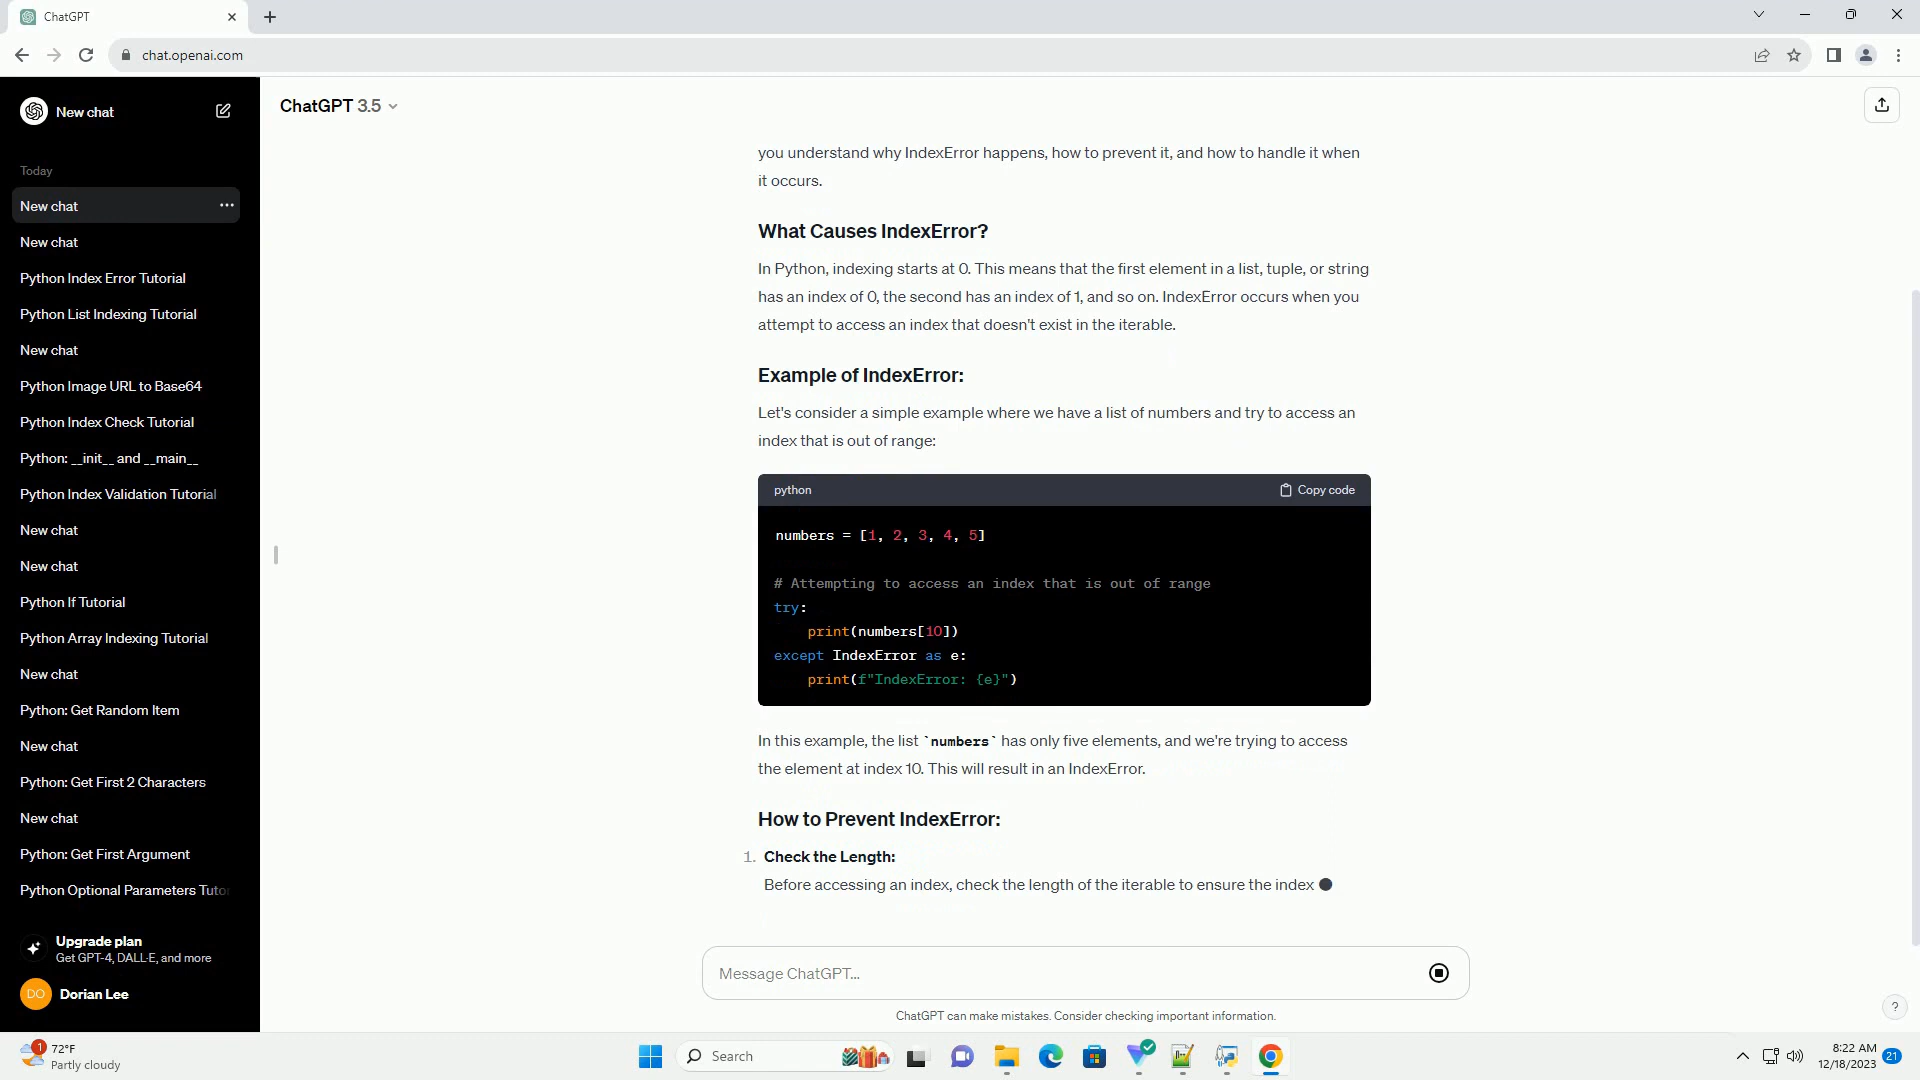 ChatGPT
chat.openai.com
New chat
Today
New chat
New chat
Python Index Error Tutorial
Python List Indexing Tutorial
New chat
Python Image URL to Base64
Python Index Check Tutorial
Python: __init__ and __main__
Python Index Validation Tutorial
New chat
New chat
Python If Tutorial
Python Array Indexing Tutorial
New chat
Python: Get Random Item
New chat
Python: Get First 2 Characters
New chat
Python: Get First Argument
Python Optional Parameters Tuto
Upgrade plan
Get GPT-4, DALL·E, and more
DO
Dorian Lee
ChatGPT 3.5
you understand why IndexError happens, how to prevent it, and how to handle it when
it occurs.
What Causes IndexError?
In Python, indexing starts at 0. This means that the first element in a list, tuple, or string
has an index of 0, the second has an index of 1, and so on. IndexError occurs when you
attempt to access an index that doesn't exist in the iterable.
Example of IndexError:
Let's consider a simple example where we have a list of numbers and try to access an
index that is out of range:
python
Copy code
numbers = [1, 2, 3, 4, 5]
# Attempting to access an index that is out of range
try:
print(numbers[10])
except IndexError as e:
print(f"IndexError: {e}")
In this example, the list `numbers` has only five elements, and we're trying to access
the element at index 10. This will result in an IndexError.
How to Prevent IndexError:
1. Check the Length:
Before accessing an index, check the length of the iterable to ensure the index
Message ChatGPT...
ChatGPT can make mistakes. Consider checking important information.
?
1
72°F
Partly cloudy
Search
8:22 AM
12/18/2023
21